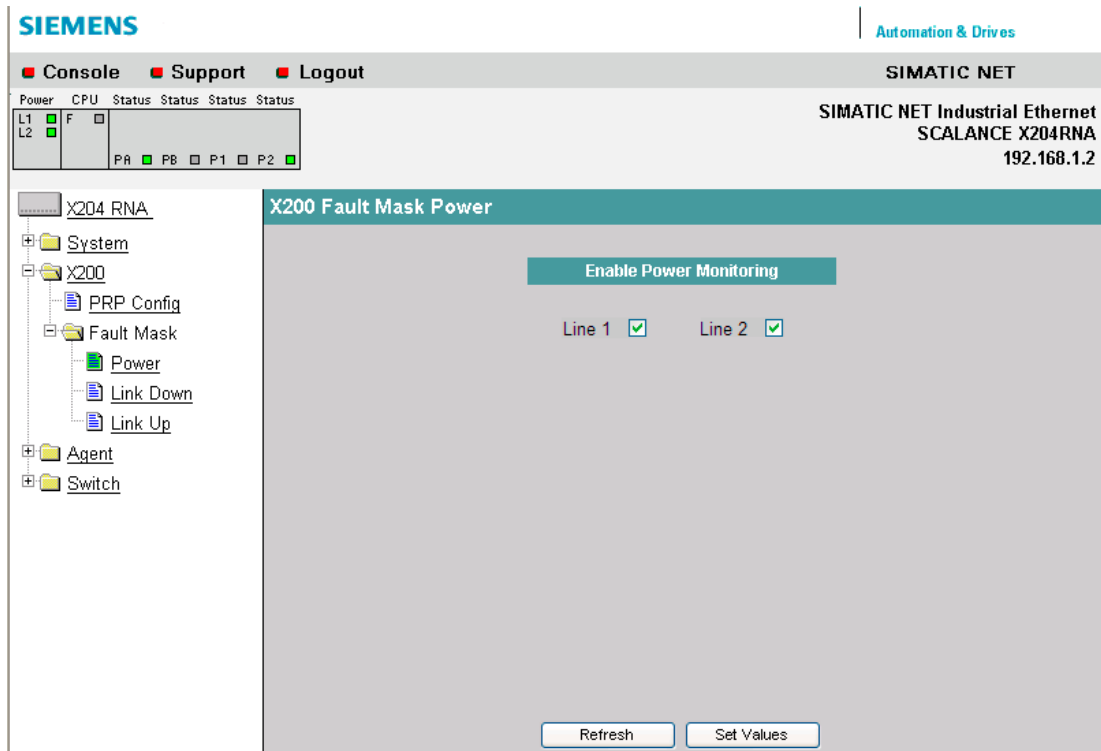 SIEMENS
Automation & Drives
Console Support Logout
SIMATIC NET
Power CPU Status Status Status Status
L1 F
L2
PA PB P1 P2
SIMATIC NET Industrial Ethernet
SCALANCE X204RNA
192.168.1.2
X204 RNA
System
X200
PRP Config
Fault Mask
Power
Link Down
Link Up
Agent
Switch
X200 Fault Mask Power
Enable Power Monitoring
Line 1 Line 2
Refresh Set Values